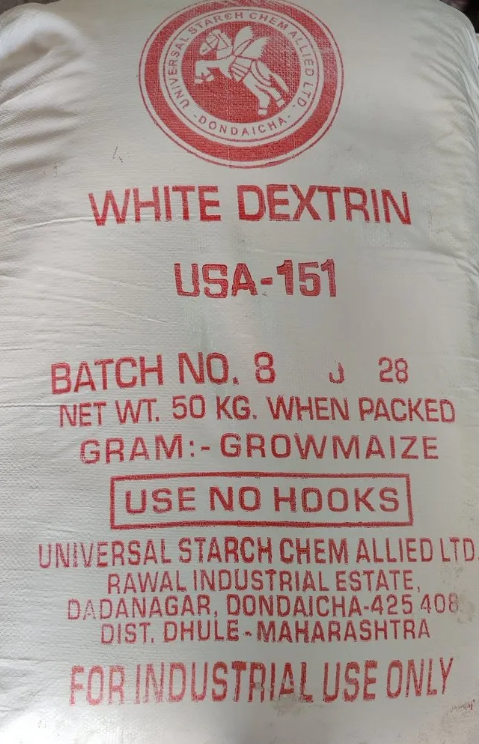 UNIVERSAL STARCH CHEM ALLIED LTD.
-DONDAICHA-
WHITE DEXTRIN
USA-151
BATCH NO. 8 J 28
NET WT. 50 KG. WHEN PACKED
GRAM:- GROWMAIZE
USE NO HOOKS
UNIVERSAL STARCH CHEM ALLIED LTD.
RAWAL INDUSTRIAL ESTATE,
DADANAGAR, DONDAICHA-425 408
DIST. DHULE-MAHARASHTRA
FOR INDUSTRIAL USE ONLY